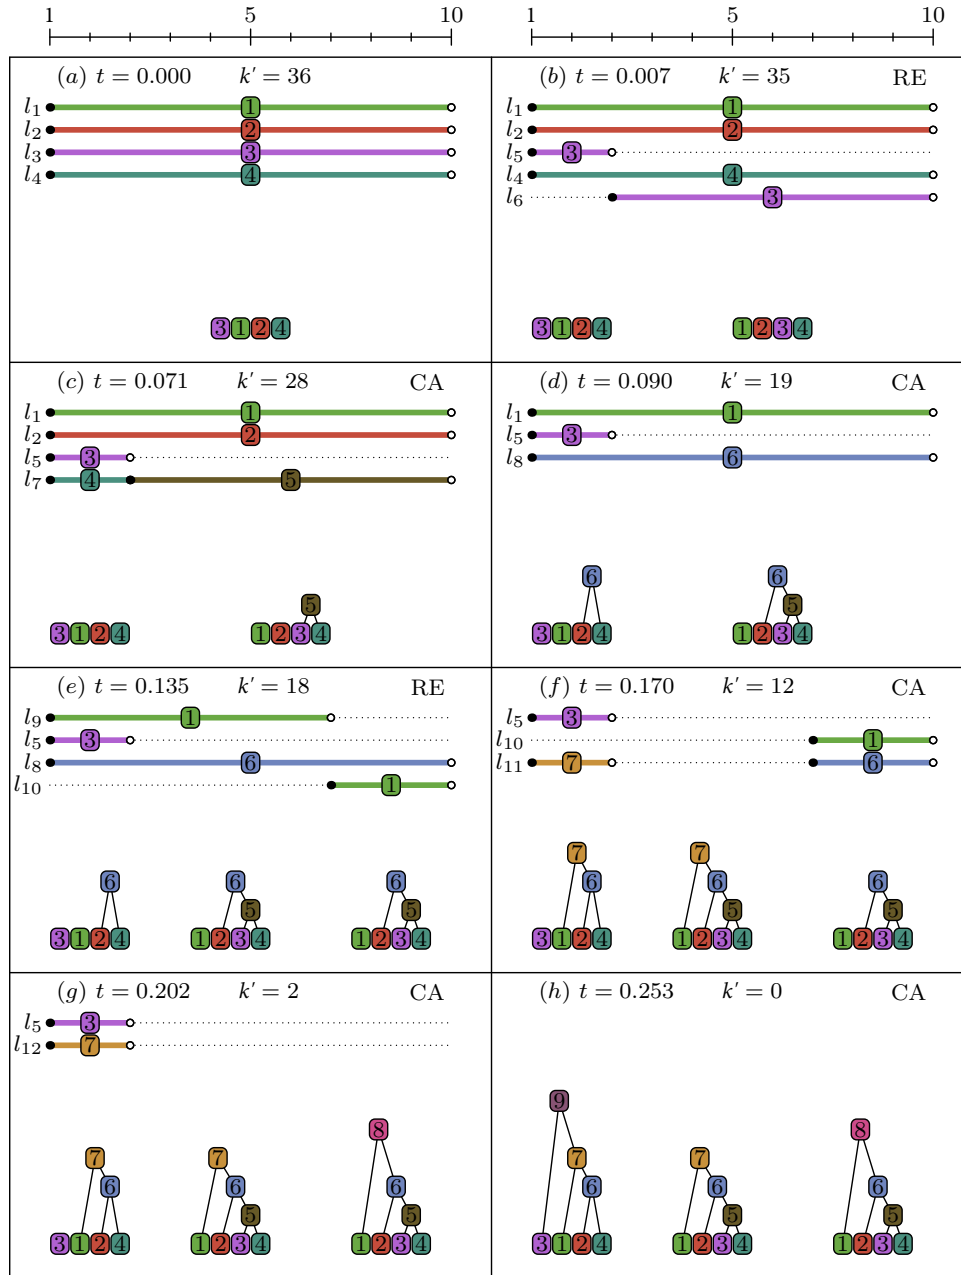 1 5 10 1 5 10
(a) t = 0.000 k′ = 36
l1 1
l2 2
l3 3
l4 4
3 1 2 4
(b) t = 0.007 k′ = 35 RE
l1 1
l2 2
l5 3
l4 4
l6 3
3 1 2 4 1 2 3 4
(c) t = 0.071 k′ = 28 CA
l1 1
l2 2
l5 3
l7 4 5
5
3 1 2 4 1 2 3 4
(d) t = 0.090 k′ = 19 CA
l1 1
l5 3
l8 6
6 6
5
3 1 2 4 1 2 3 4
(e) t = 0.135 k′ = 18 RE
l9 1
l5 3
l8 6
l10 1
6 6 6
5 5
3 1 2 4 1 2 3 4 1 2 3 4
(f) t = 0.170 k′ = 12 CA
l5 3
l10 1
l11 7 6
7 7
6 6 6
5 5
3 1 2 4 1 2 3 4 1 2 3 4
(g) t = 0.202 k′ = 2 CA
l5 3
l12 7
8
7 7
6 6 6
5 5
3 1 2 4 1 2 3 4 1 2 3 4
(h) t = 0.253 k′ = 0 CA
9
8
7 7
6 6 6
5 5
3 1 2 4 1 2 3 4 1 2 3 4